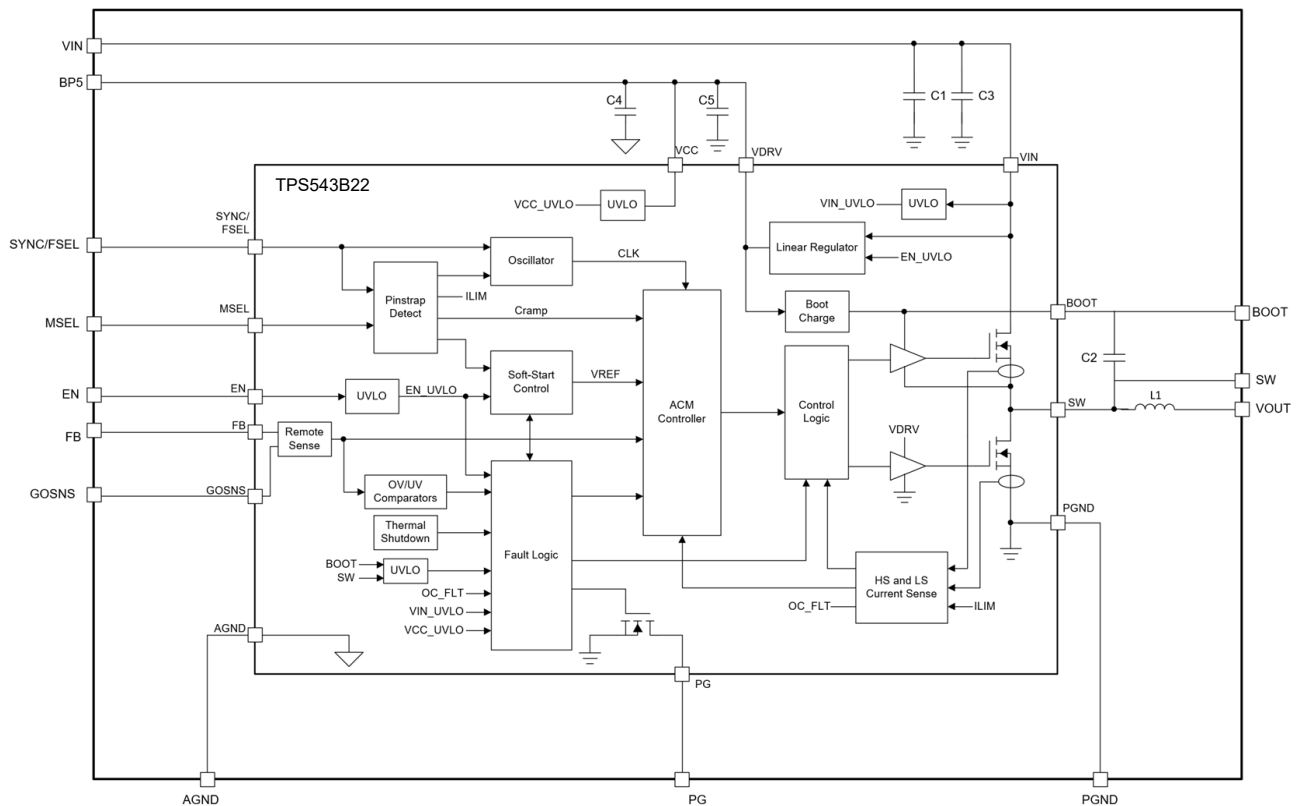 VIN
BP5
C4
C5
C1
C3
VCC
VDRV
VIN
TPS543B22
VCC_UVLO
UVLO
VIN_UVLO
UVLO
SYNC/
FSEL
SYNC/FSEL
Oscillator
CLK
Linear Regulator
EN_UVLO
Pinstrap
Detect
ILIM
MSEL
MSEL
Cramp
Boot
Charge
BOOT
BOOT
C2
SW
EN
EN
UVLO
EN_UVLO
Soft-Start
Control
VREF
ACM
Controller
Control
Logic
SW
L1
VOUT
FB
FB
Remote
Sense
VDRV
GOSNS
GOSNS
OV/UV
Comparators
Thermal
Shutdown
Fault Logic
PGND
BOOT
SW
UVLO
OC_FLT
VIN_UVLO
VCC_UVLO
HS and LS
Current Sense
OC_FLT
ILIM
AGND
PG
AGND
PG
PGND